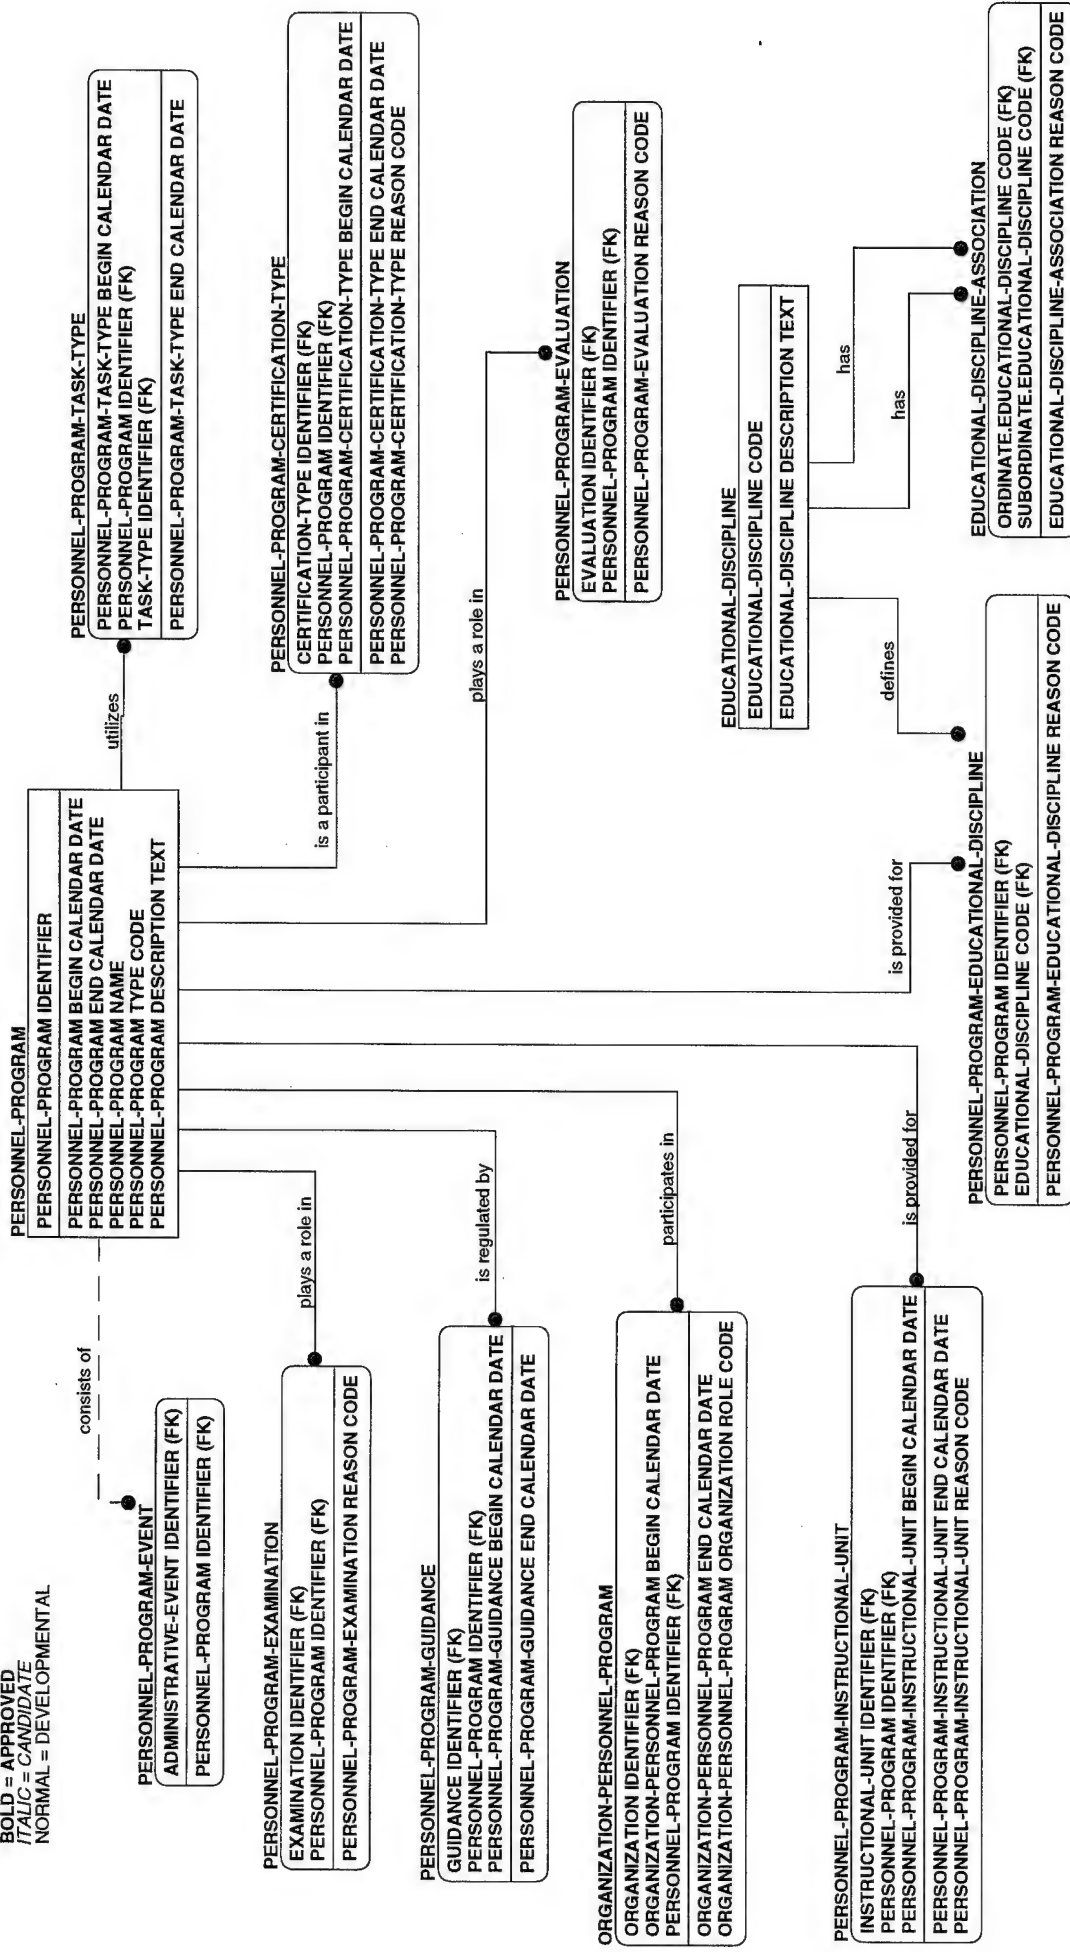 BOLD = APPROVED
ITALIC = CANDIDATE
NORMAL = DEVELOPMENTAL
PERSONNEL-PROGRAM
PERSONNEL-PROGRAM IDENTIFIER
PERSONNEL-PROGRAM BEGIN CALENDAR DATE
PERSONNEL-PROGRAM END CALENDAR DATE
PERSONNEL-PROGRAM NAME
PERSONNEL-PROGRAM TYPE CODE
PERSONNEL-PROGRAM DESCRIPTION TEXT
consists of
PERSONNEL-PROGRAM-EVENT
ADMINISTRATIVE-EVENT IDENTIFIER (FK)
PERSONNEL-PROGRAM IDENTIFIER (FK)
utilizes
PERSONNEL-PROGRAM-TASK-TYPE
PERSONNEL-PROGRAM-TASK-TYPE BEGIN CALENDAR DATE
PERSONNEL-PROGRAM IDENTIFIER (FK)
TASK-TYPE IDENTIFIER (FK)
PERSONNEL-PROGRAM-TASK-TYPE END CALENDAR DATE
plays a role in
PERSONNEL-PROGRAM-EXAMINATION
EXAMINATION IDENTIFIER (FK)
PERSONNEL-PROGRAM IDENTIFIER (FK)
PERSONNEL-PROGRAM-EXAMINATION REASON CODE
is a participant in
PERSONNEL-PROGRAM-CERTIFICATION-TYPE
CERTIFICATION-TYPE IDENTIFIER (FK)
PERSONNEL-PROGRAM IDENTIFIER (FK)
PERSONNEL-PROGRAM-CERTIFICATION-TYPE BEGIN CALENDAR DATE
PERSONNEL-PROGRAM-CERTIFICATION-TYPE END CALENDAR DATE
PERSONNEL-PROGRAM-CERTIFICATION-TYPE REASON CODE
is regulated by
PERSONNEL-PROGRAM-GUIDANCE
GUIDANCE IDENTIFIER (FK)
PERSONNEL-PROGRAM IDENTIFIER (FK)
PERSONNEL-PROGRAM-GUIDANCE BEGIN CALENDAR DATE
PERSONNEL-PROGRAM-GUIDANCE END CALENDAR DATE
plays a role in
PERSONNEL-PROGRAM-EVALUATION
EVALUATION IDENTIFIER (FK)
PERSONNEL-PROGRAM IDENTIFIER (FK)
PERSONNEL-PROGRAM-EVALUATION REASON CODE
participates in
ORGANIZATION-PERSONNEL-PROGRAM
ORGANIZATION IDENTIFIER (FK)
ORGANIZATION-PERSONNEL-PROGRAM BEGIN CALENDAR DATE
PERSONNEL-PROGRAM IDENTIFIER (FK)
ORGANIZATION-PERSONNEL-PROGRAM END CALENDAR DATE
ORGANIZATION-PERSONNEL-PROGRAM ORGANIZATION ROLE CODE
EDUCATIONAL-DISCIPLINE
EDUCATIONAL-DISCIPLINE CODE
EDUCATIONAL-DISCIPLINE DESCRIPTION TEXT
has
has
defines
is provided for
is provided for
PERSONNEL-PROGRAM-INSTRUCTIONAL-UNIT
INSTRUCTIONAL-UNIT IDENTIFIER (FK)
PERSONNEL-PROGRAM IDENTIFIER (FK)
PERSONNEL-PROGRAM-INSTRUCTIONAL-UNIT BEGIN CALENDAR DATE
PERSONNEL-PROGRAM-INSTRUCTIONAL-UNIT END CALENDAR DATE
PERSONNEL-PROGRAM-INSTRUCTIONAL-UNIT REASON CODE
PERSONNEL-PROGRAM-EDUCATIONAL-DISCIPLINE
PERSONNEL-PROGRAM IDENTIFIER (FK)
EDUCATIONAL-DISCIPLINE CODE (FK)
PERSONNEL-PROGRAM-EDUCATIONAL-DISCIPLINE REASON CODE
EDUCATIONAL-DISCIPLINE-ASSOCIATION
ORDINATE.EDUCATIONAL-DISCIPLINE CODE (FK)
SUBORDINATE.EDUCATIONAL-DISCIPLINE CODE (FK)
EDUCATIONAL-DISCIPLINE-ASSOCIATION REASON CODE